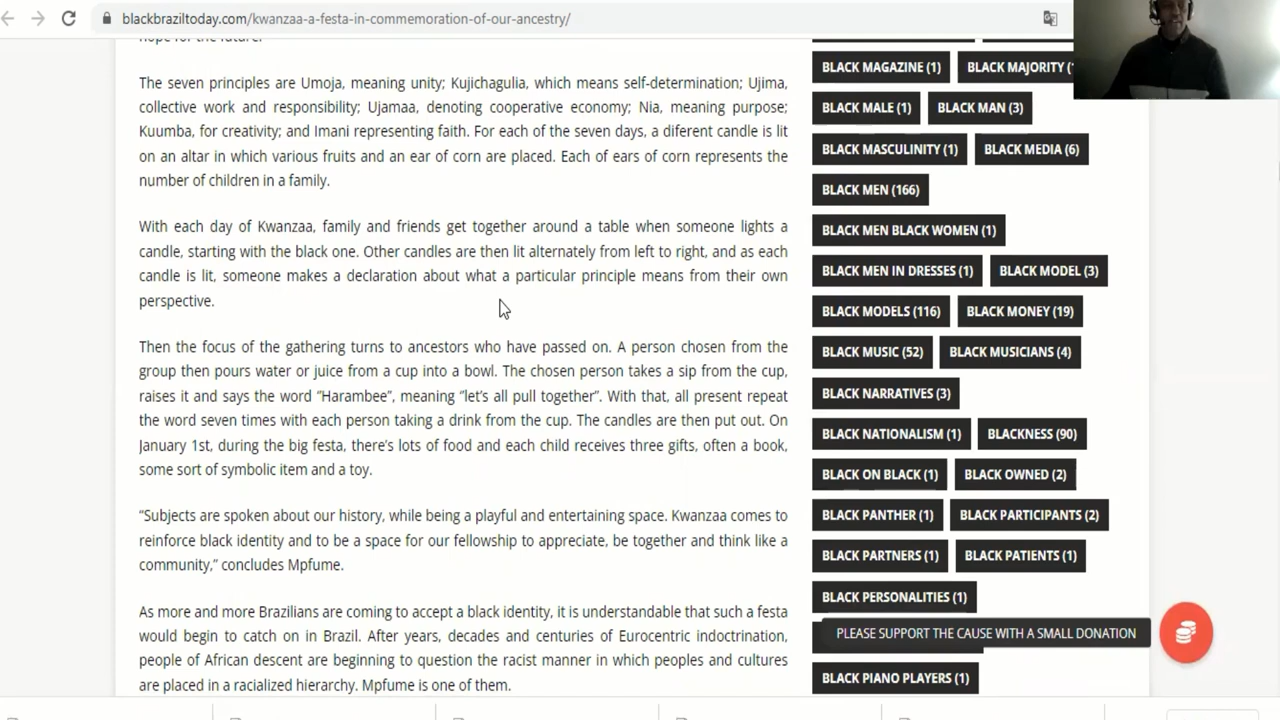 blackbraziltoday.com/kwanzaa-a-festa-in-commemoration-of-our-ancestry/
hope for the future.
The seven principles are Umoja, meaning unity; Kujichagulia, which means self-determination; Ujima,
collective work and responsibility; Ujamaa, denoting cooperative economy; Nia, meaning purpose;
Kuumba, for creativity; and Imani representing faith. For each of the seven days, a diferent candle is lit
on an altar in which various fruits and an ear of corn are placed. Each of ears of corn represents the
number of children in a family.
With each day of Kwanzaa, family and friends get together around a table when someone lights a
candle, starting with the black one. Other candles are then lit alternately from left to right, and as each
candle is lit, someone makes a declaration about what a particular principle means from their own
perspective.
Then the focus of the gathering turns to ancestors who have passed on. A person chosen from the
group then pours water or juice from a cup into a bowl. The chosen person takes a sip from the cup,
raises it and says the word “Harambee”, meaning “let’s all pull together”. With that, all present repeat
the word seven times with each person taking a drink from the cup. The candles are then put out. On
January 1st, during the big festa, there’s lots of food and each child receives three gifts, often a book,
some sort of symbolic item and a toy.
“Subjects are spoken about our history, while being a playful and entertaining space. Kwanzaa comes to
reinforce black identity and to be a space for our fellowship to appreciate, be together and think like a
community,” concludes Mpfume.
As more and more Brazilians are coming to accept a black identity, it is understandable that such a festa
would begin to catch on in Brazil. After years, decades and centuries of Eurocentric indoctrination,
people of African descent are beginning to question the racist manner in which peoples and cultures
are placed in a racialized hierarchy. Mpfume is one of them.
BLACK MAGAZINE (1) BLACK MAJORITY (
BLACK MALE (1) BLACK MAN (3)
BLACK MASCULINITY (1) BLACK MEDIA (6)
BLACK MEN (166)
BLACK MEN BLACK WOMEN (1)
BLACK MEN IN DRESSES (1) BLACK MODEL (3)
BLACK MODELS (116) BLACK MONEY (19)
BLACK MUSIC (52) BLACK MUSICIANS (4)
BLACK NARRATIVES (3)
BLACK NATIONALISM (1) BLACKNESS (90)
BLACK ON BLACK (1) BLACK OWNED (2)
BLACK PANTHER (1) BLACK PARTICIPANTS (2)
BLACK PARTNERS (1) BLACK PATIENTS (1)
BLACK PERSONALITIES (1)
PLEASE SUPPORT THE CAUSE WITH A SMALL DONATION
BLACK PIANO PLAYERS (1)